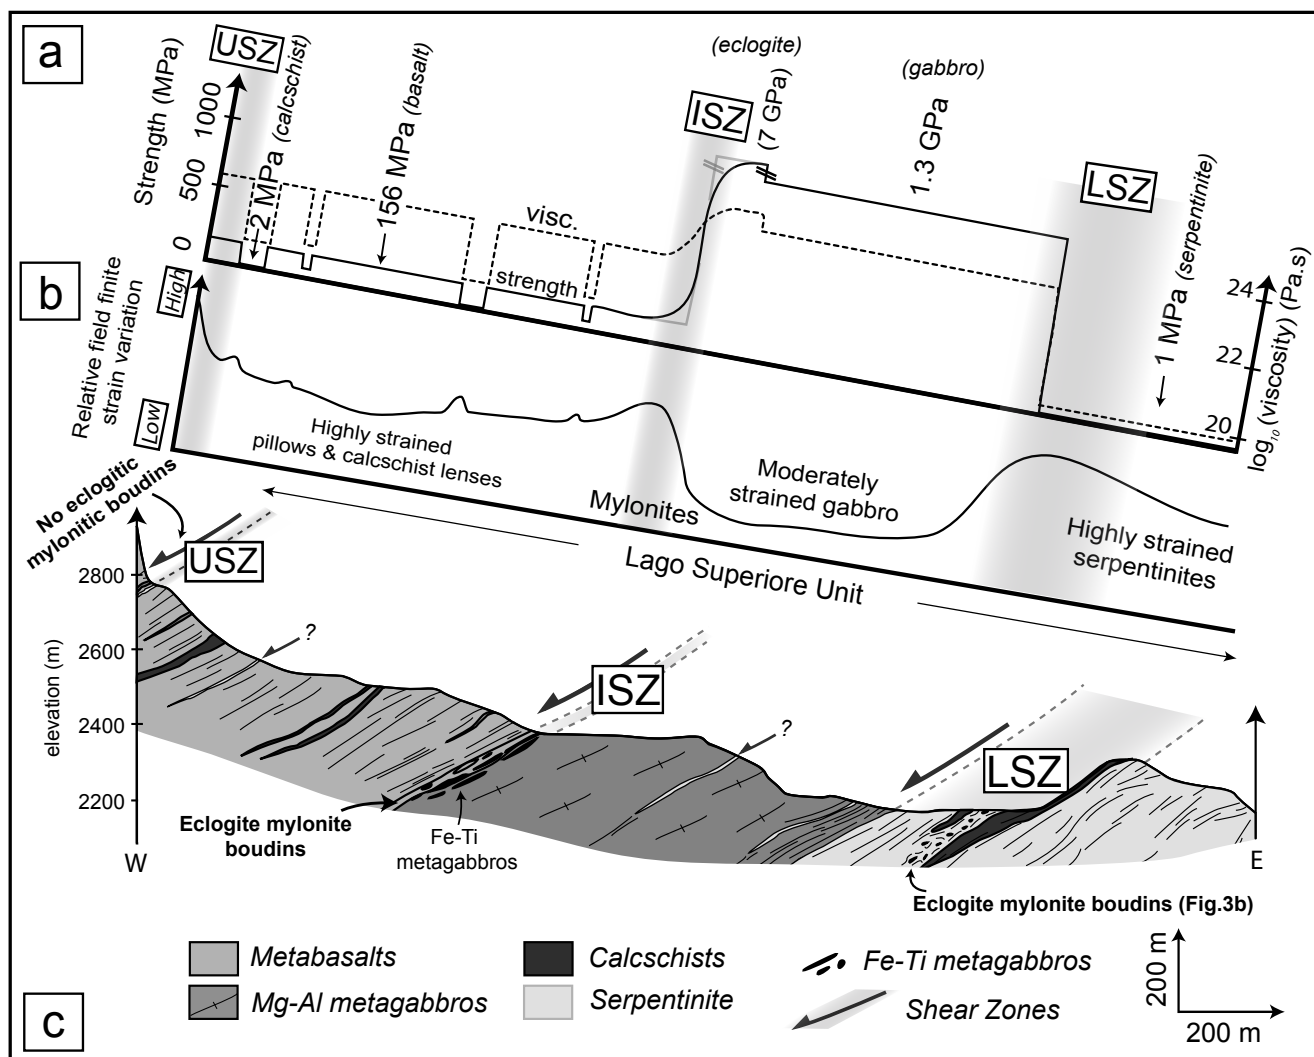 a
USZ
Strength (MPa)
1000
500
0
2 MPa (calcschist)
156 MPa (basalt)
visc.
strength
ISZ
(eclogite)
(7 GPa)
(gabbro)
1.3 GPa
LSZ
1 MPa (serpentinite)
24
22
20
log10 (viscosity) (Pa.s)
b
High
Low
Relative field finite
strain variation
Highly strained
pillows & calcschist lenses
Mylonites
Moderately
strained gabbro
Highly strained
serpentinites
Lago Superiore Unit
No eclogitic
mylonitic boudins
USZ
2800
2600
2400
2200
elevation (m)
W
?
ISZ
?
LSZ
E
Eclogite mylonite
boudins
Fe-Ti
metagabbros
Eclogite mylonite boudins (Fig.3b)
Metabasalts
Calcschists
Fe-Ti metagabbros
Mg-Al metagabbros
Serpentinite
Shear Zones
200 m
200 m
c